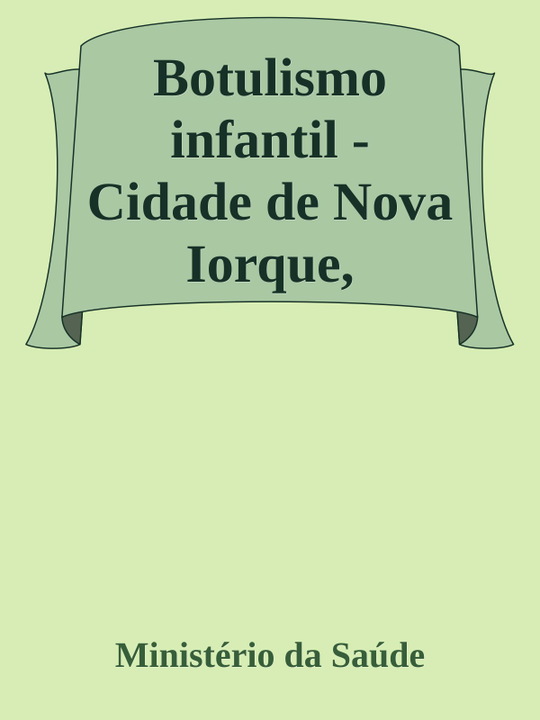 Botulismo
infantil -
Cidade de Nova
Iorque,
Ministério da Saúde